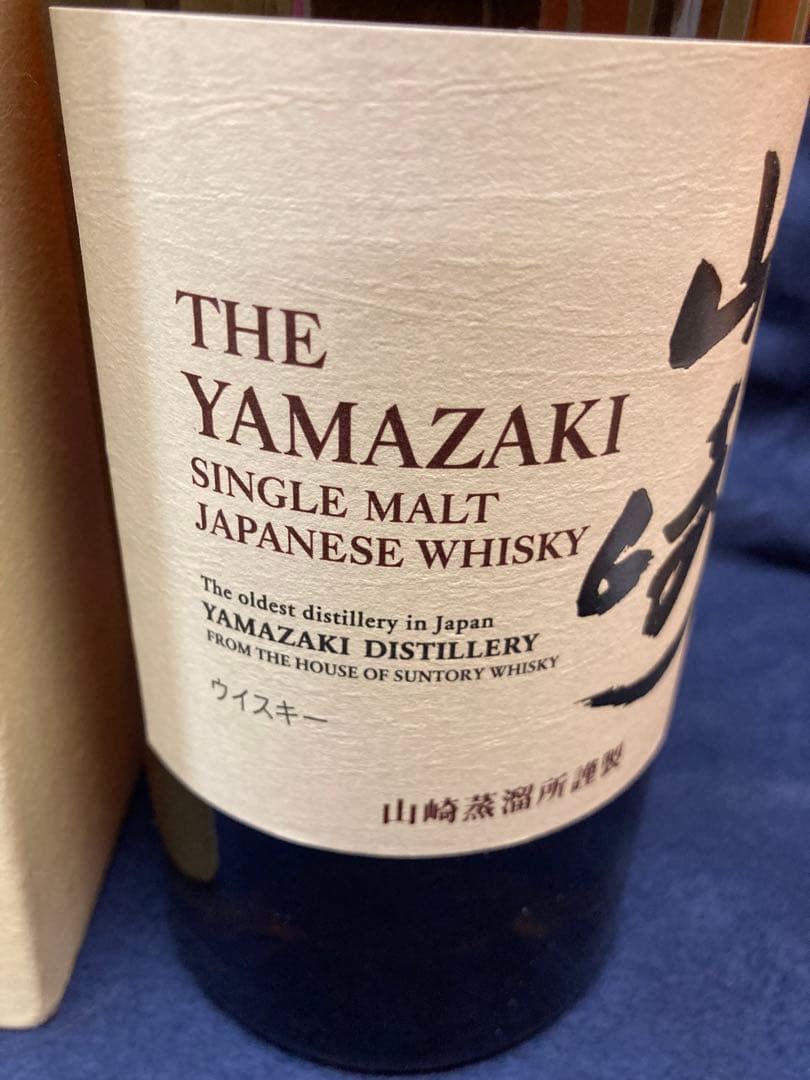 THE
YAMAZAKI
SINGLE MALT
JAPANESE WHISKY
The oldest distillery in Japan
YAMAZAKI DISTILLERY
FROM THE HOUSE OF SUNTORY WHISKY
ウイスキー
山崎蒸溜所謹製
山崎